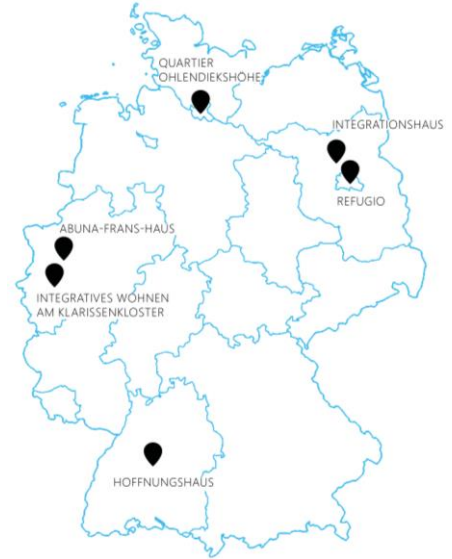 QUARTIER
OHLENDIEKSHÖHE
INTEGRATIONSHAUS
REFUGIO
ABUNA-FRANS-HAUS
INTEGRATIVES WOHNEN
AM KLARISSENKLOSTER
HOFFNUNGSHAUS